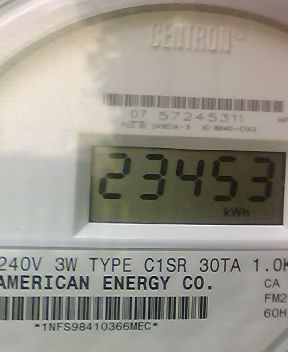 CENTRON®
07 57245311
23453
kWh
240V 3W TYPE C1SR 30TA 1.0K
AMERICAN ENERGY CO.
CA
FM2
60H
*1NFS98410366MEC*